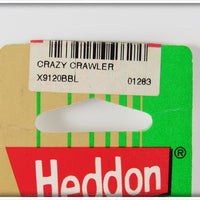 CRAZY CRAWLER
X9120BBL 01283
Heddon
®